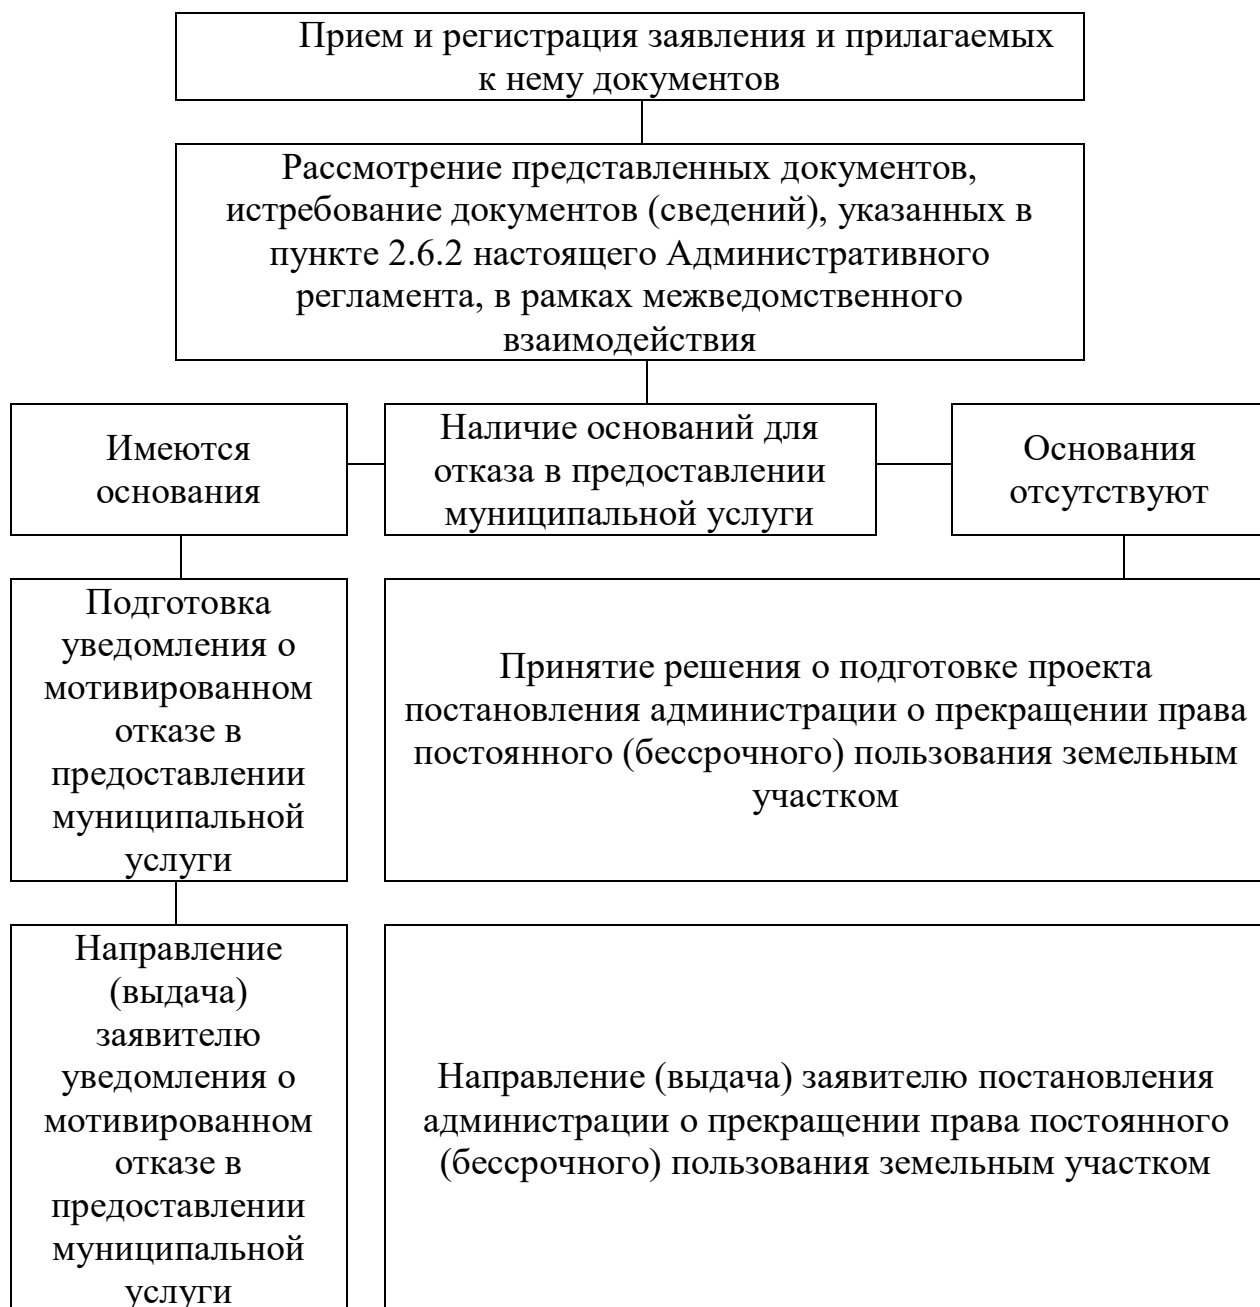 Прием и регистрация заявления и прилагаемых
к нему документов
Рассмотрение представленных документов,
истребование документов (сведений), указанных в
пункте 2.6.2 настоящего Административного
регламента, в рамках межведомственного
взаимодействия
Имеются
основания
Наличие оснований для
отказа в предоставлении
муниципальной услуги
Основания
отсутствуют
Подготовка
уведомления о
мотивированном
отказе в
предоставлении
муниципальной
услуги
Принятие решения о подготовке проекта
постановления администрации о прекращении права
постоянного (бессрочного) пользования земельным
участком
Направление
(выдача)
заявителю
уведомления о
мотивированном
отказе в
предоставлении
муниципальной
услуги
Направление (выдача) заявителю постановления
администрации о прекращении права постоянного
(бессрочного) пользования земельным участком